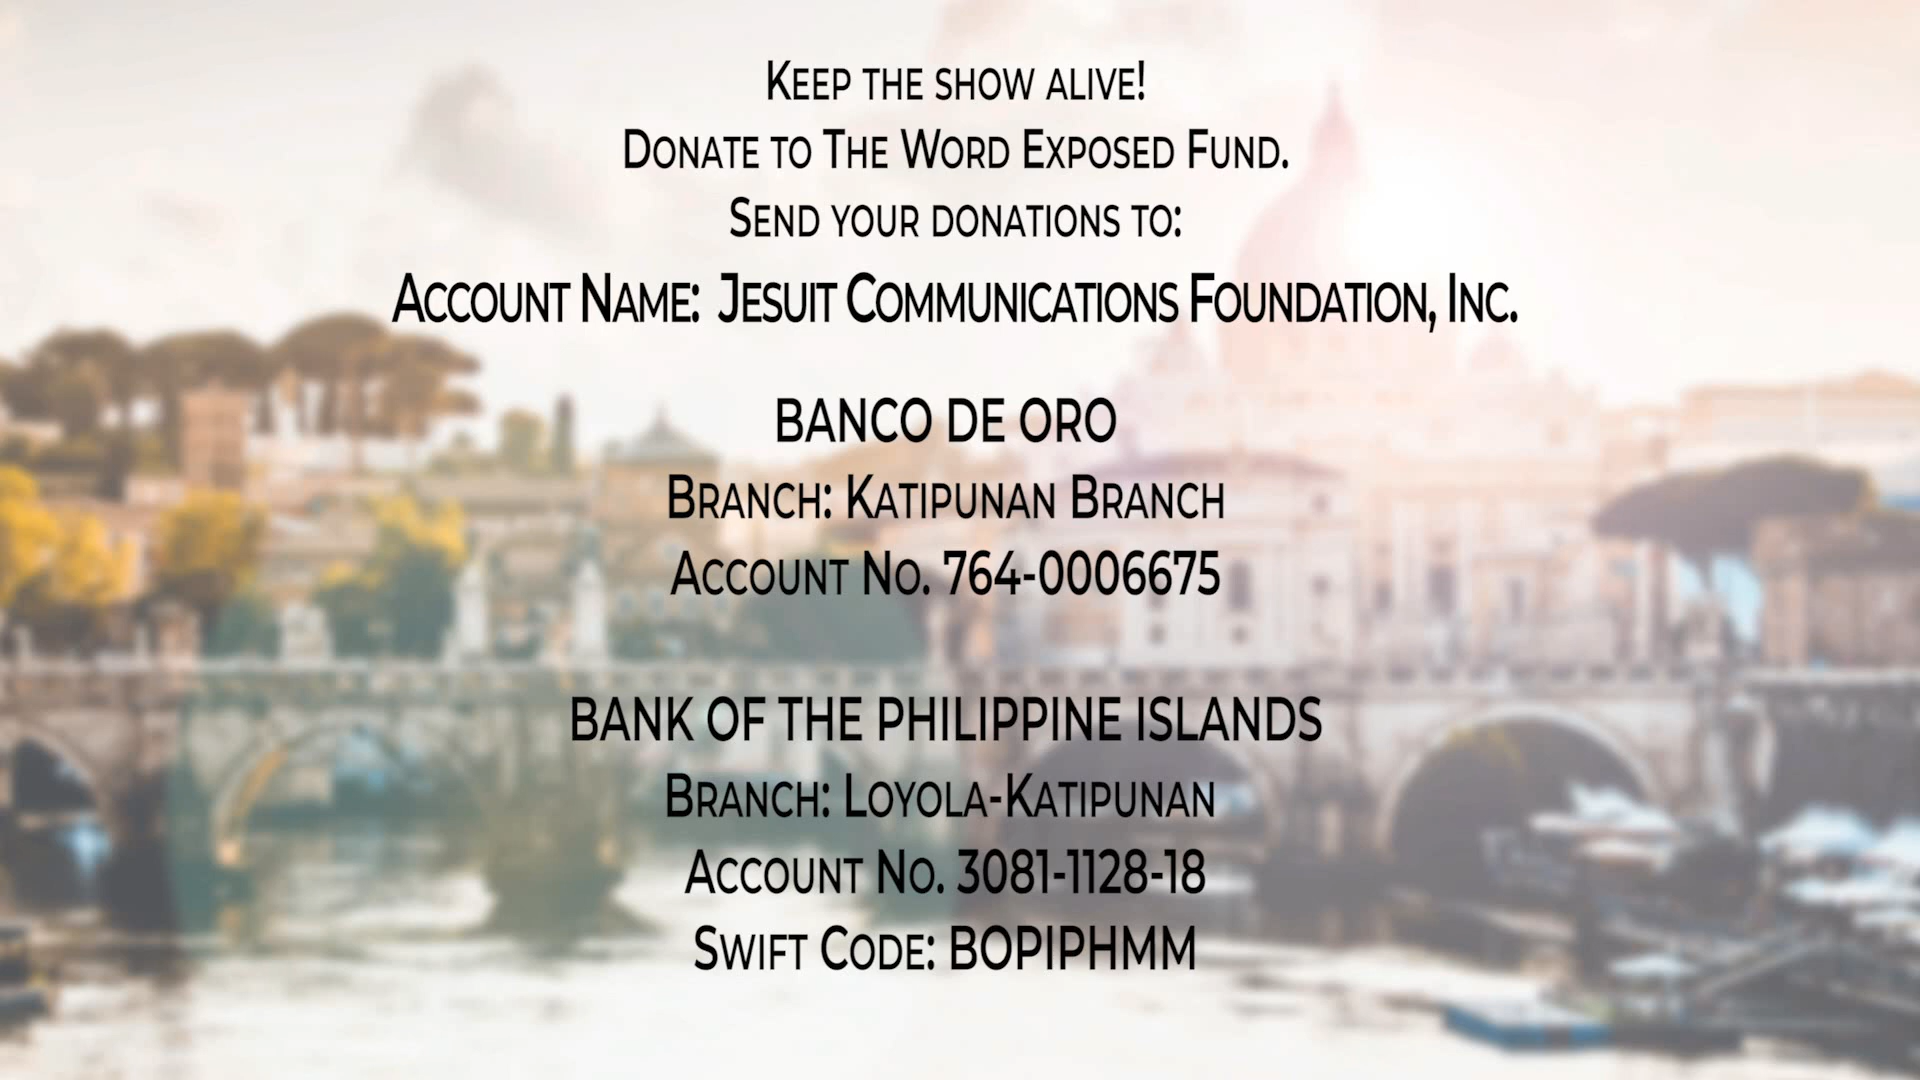 Keep the show alive!
Donate to The Word Exposed Fund.
Send your donations to:
Account Name: Jesuit Communications Foundation, Inc.
BANCO DE ORO
Branch: Katipunan Branch
Account No. 764-0006675
BANK OF THE PHILIPPINE ISLANDS
Branch: Loyola-Katipunan
Account No. 3081-1128-18
Swift Code: BOPIPHMM